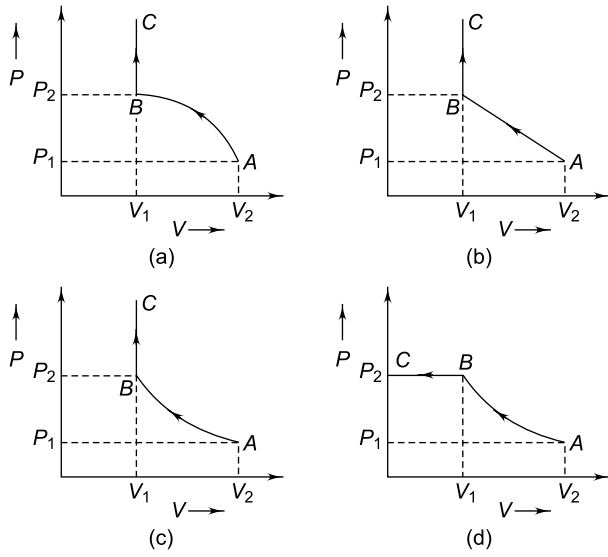 C C
P P
P₂ P₂
B B
P₁ A P₁ A
V₁ V₂ V₁ V₂
V V
(a) (b)
C
P P C B
P₂ B P₂
P₁ A P₁ A
V₁ V₂ V₁ V₂
V V
(c) (d)